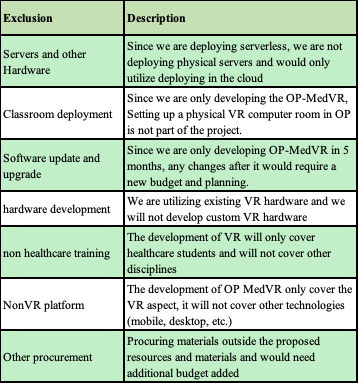 Exclusion Description
Servers and other
Hardware
Since we are deploying serverless, we are not
deploying physical servers and would only
utilize deploying in the cloud
Classroom deployment
Since we are only developing the OP-MedVR,
Setting up a physical VR computer room in OP
is not part of the project.
Software update and
upgrade
Since we are only developing OP-MedVR in 5
months, any changes after it would require a
new budget and planning.
hardware development
We are utilizing existing VR hardware and we
will not develop custom VR hardware
non healthcare training
The development of VR will only cover
healthcare students and will not cover other
disciplines
NonVR platform
The development of OP MedVR only cover the
VR aspect, it will not cover other technologies
(mobile, desktop, etc.)
Other procurement
Procuring materials outside the proposed
resources and materials and would need
additional budget added